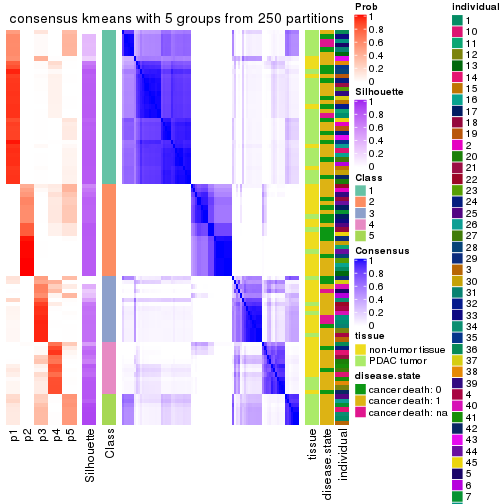 consensus kmeans with 5 groups from 250 partitions
p1
p2
p3
p4
p5
Silhouette
Class
tissue
disease.state
individual
Prob
1
0.8
0.6
0.4
0.2
0
Silhouette
1
0.8
0.6
0.4
0.2
0
Class
1
2
3
4
5
Consensus
1
0.8
0.6
0.4
0.2
0
tissue
non-tumor tissue
PDAC tumor
disease.state
cancer death: 0
cancer death: 1
cancer death: na
individual
1
10
11
12
13
14
15
16
17
18
19
2
20
21
22
23
24
25
26
27
28
29
3
30
31
32
33
34
35
36
37
38
39
4
40
41
42
43
44
45
5
6
7